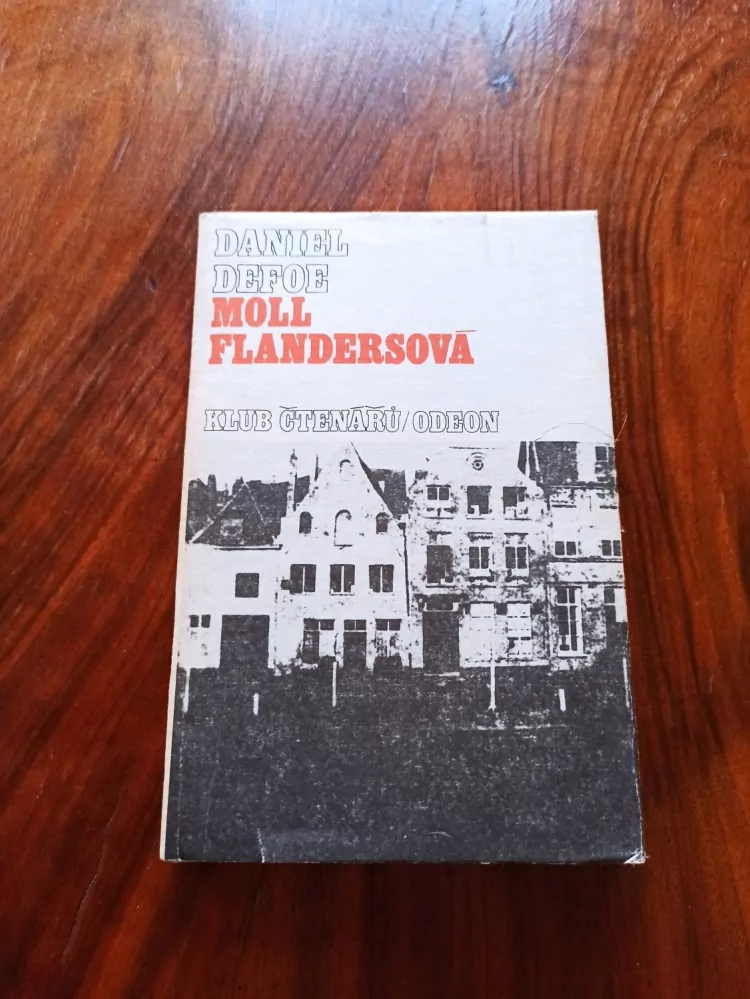 DANIEL
DEFOE
MOLL
FLANDERSOVÁ
KLUB ČTENÁŘŮ/ODEON